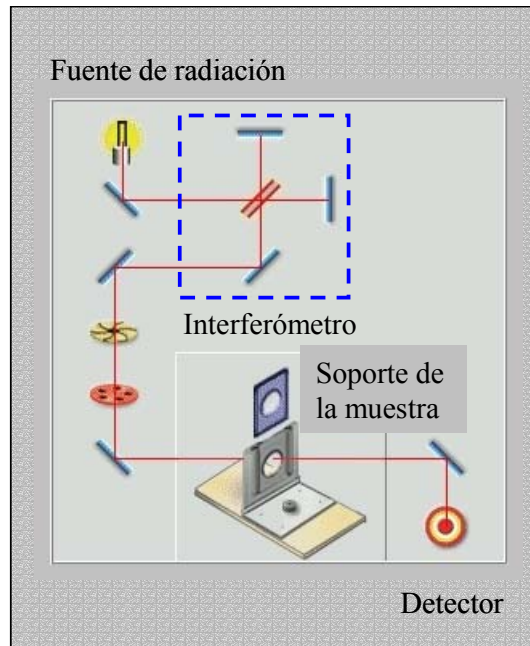 Fuente de radiación
Interferómetro
Soporte de
la muestra
Detector